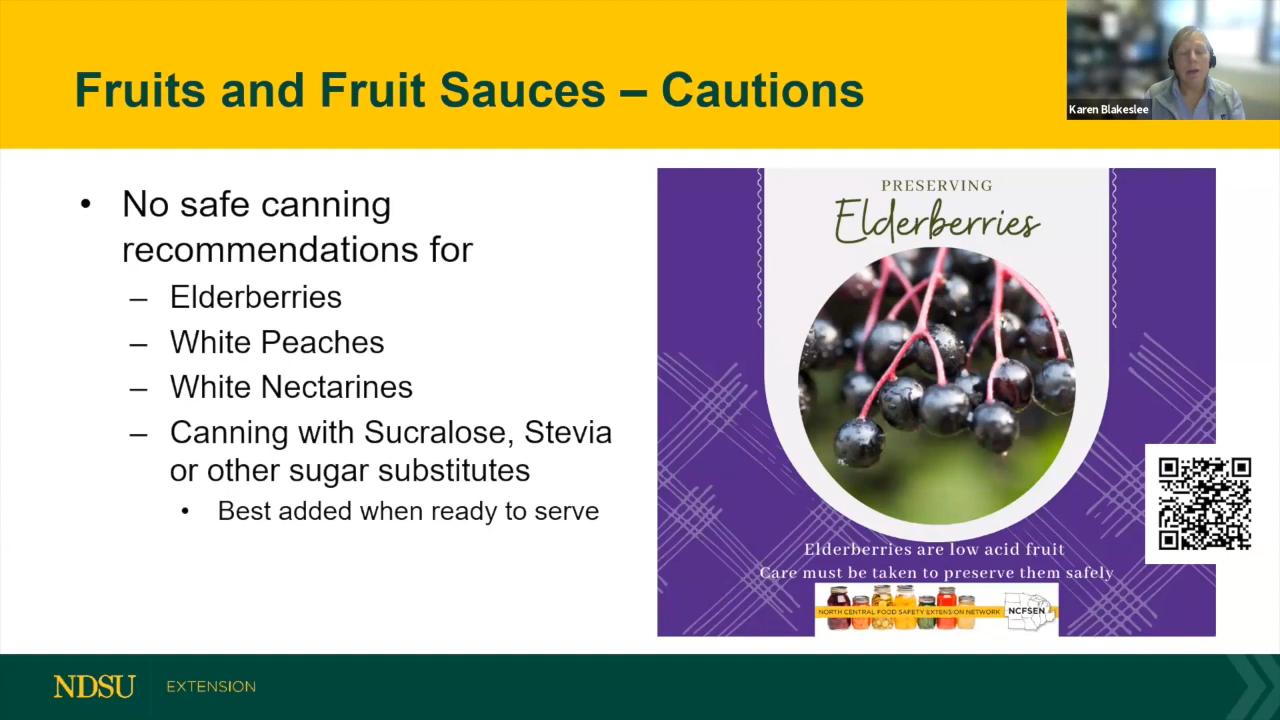 Fruits and Fruit Sauces – Cautions
Karen Blakeslee
• No safe canning
recommendations for
– Elderberries
– White Peaches
– White Nectarines
– Canning with Sucralose, Stevia
or other sugar substitutes
• Best added when ready to serve
PRESERVING
Elderberries
Elderberries are low acid fruit
Care must be taken to preserve them safely
NORTH CENTRAL FOOD SAFETY EXTENSION NETWORK
NCFSEN
NDSU EXTENSION